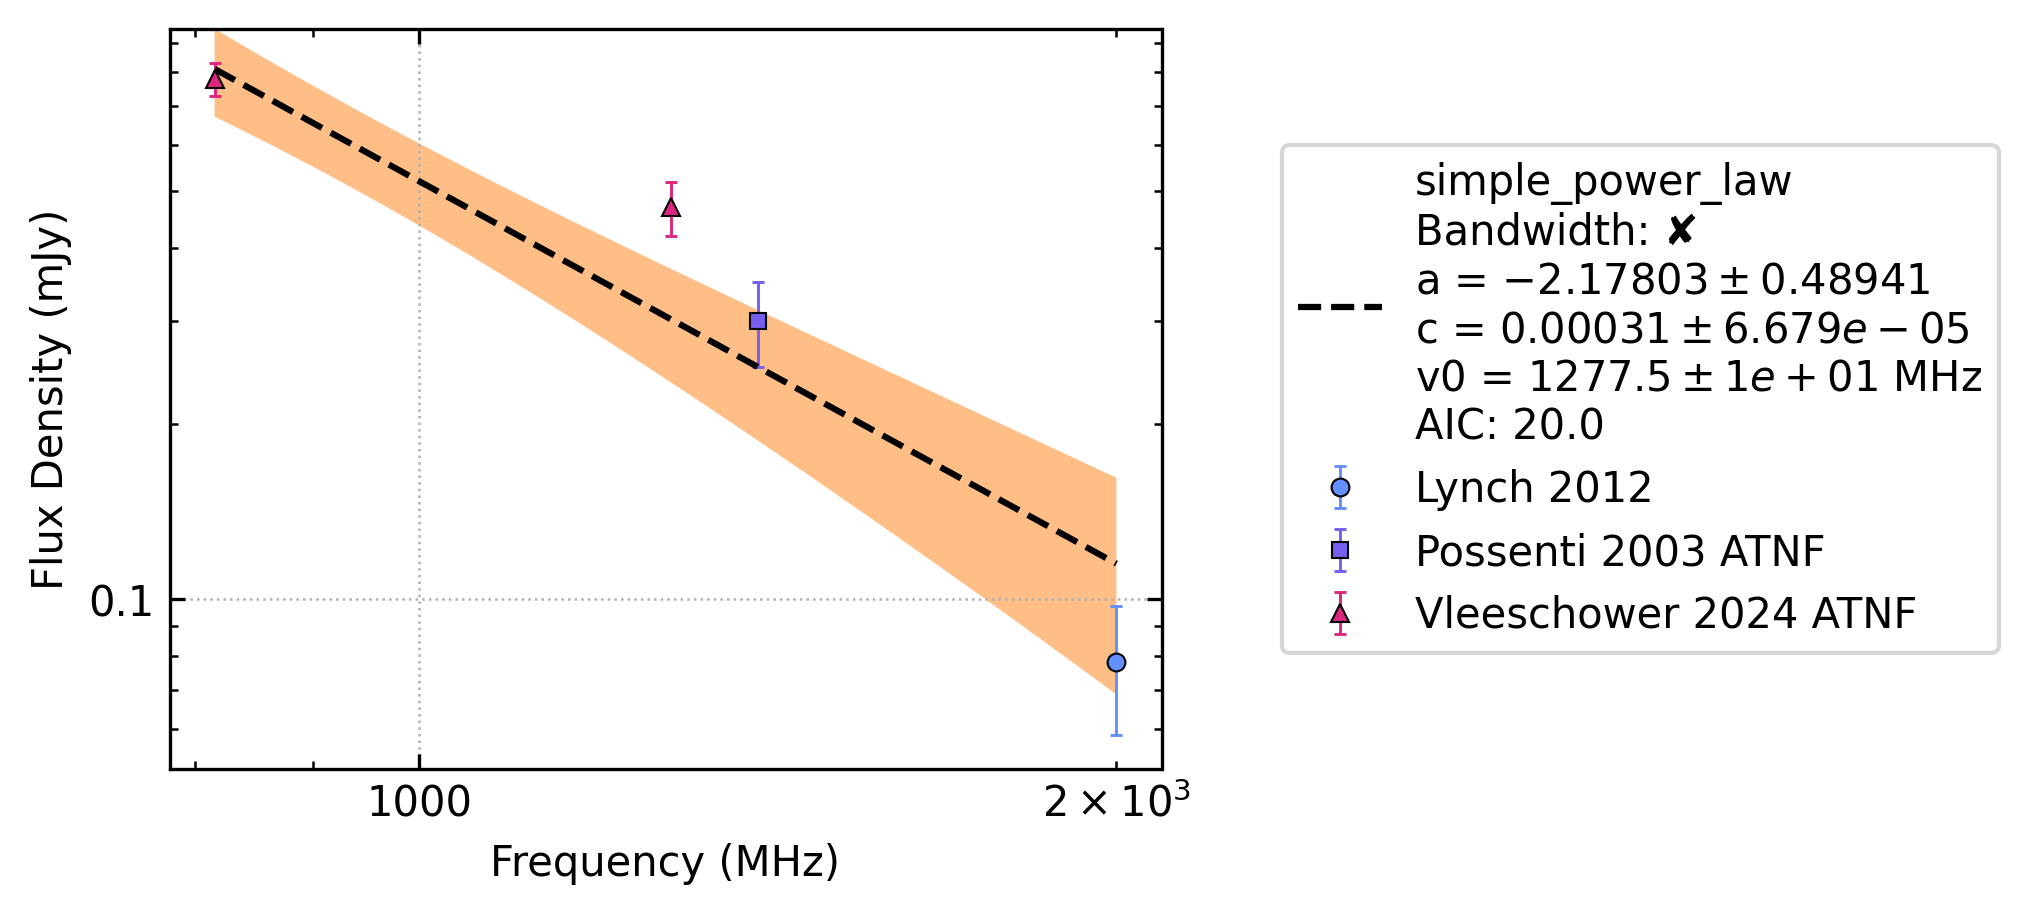 Flux Density (mJy)
0.1
1000
2 × 10³
Frequency (MHz)
simple_power_law
Bandwidth: ✘
a = −2.17803 ± 0.48941
c = 0.00031 ± 6.679e − 05
v0 = 1277.5 ± 1e + 01 MHz
AIC: 20.0
Lynch 2012
Possenti 2003 ATNF
Vleeschower 2024 ATNF